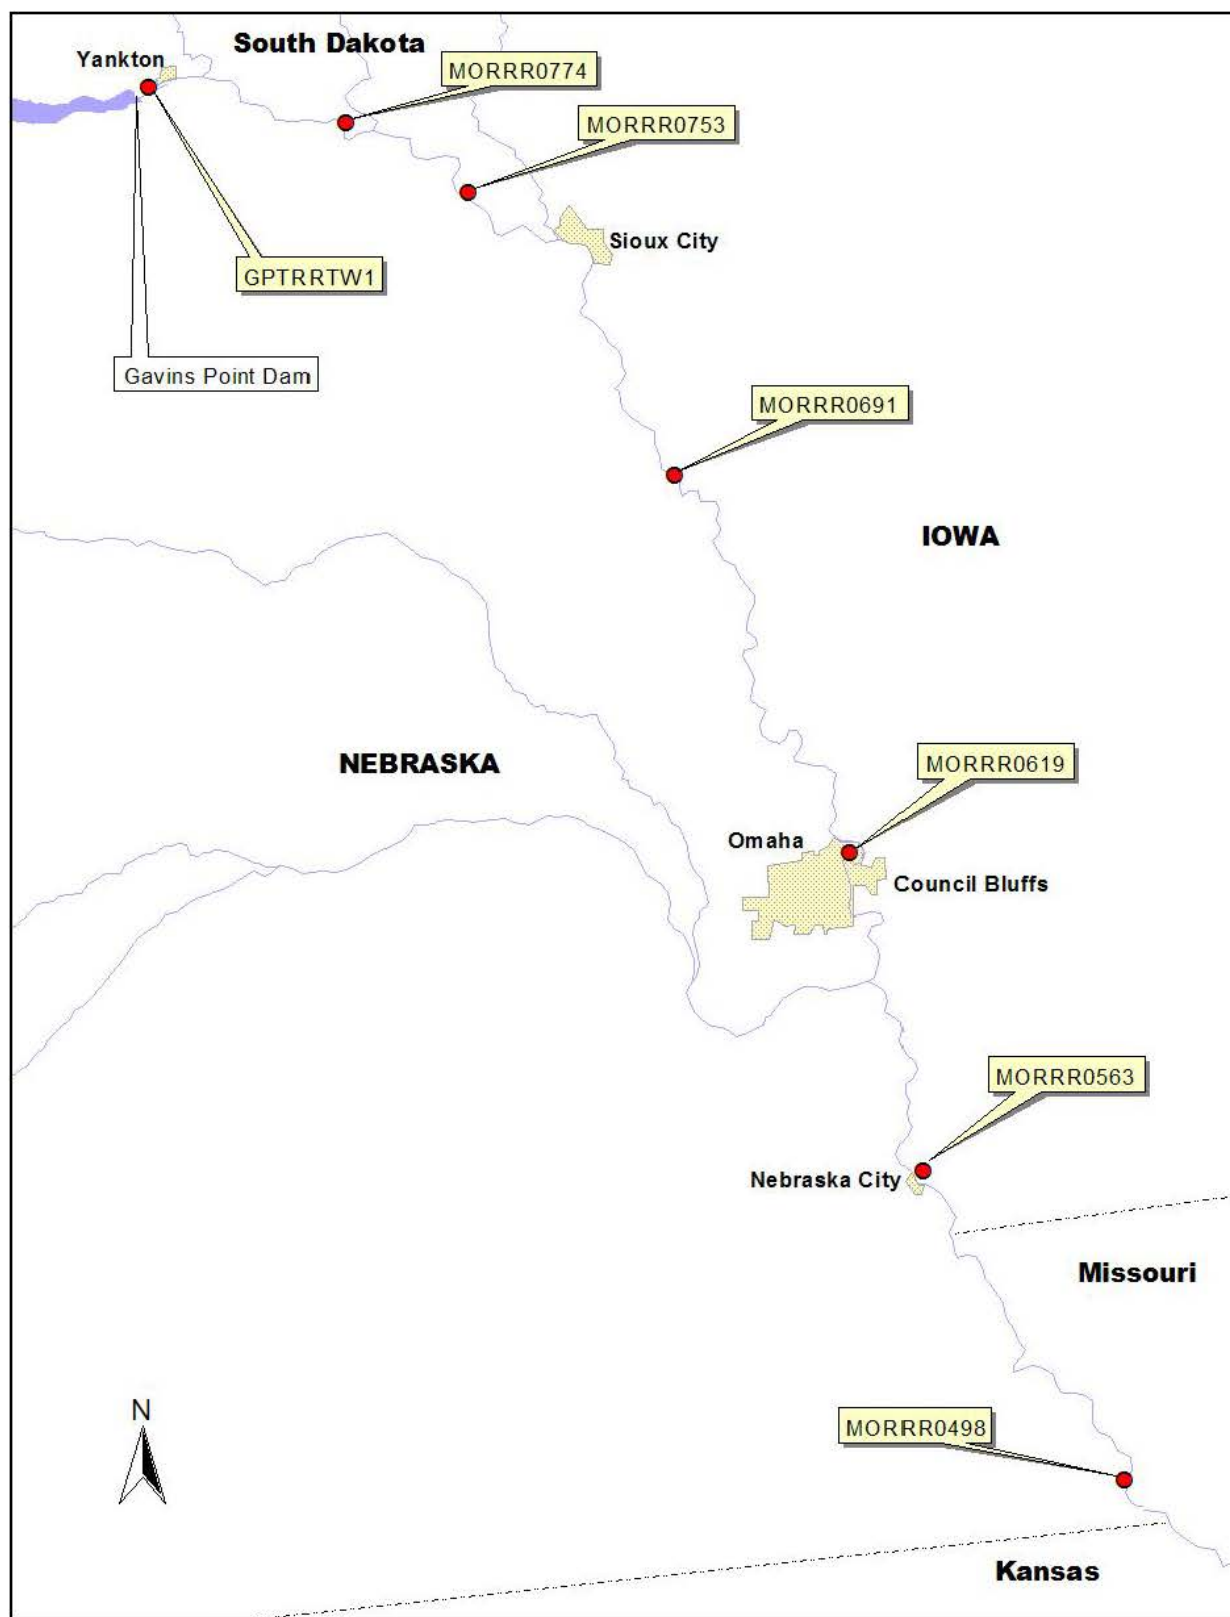 South Dakota
Yankton
MORRR0774
MORRR0753
Sioux City
GPTRRTW1
Gavins Point Dam
MORRR0691
IOWA
NEBRASKA
MORRR0619
Omaha
Council Bluffs
MORRR0563
Nebraska City
Missouri
N
MORRR0498
Kansas